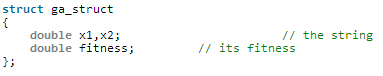 struct ga_struct
{
    double x1,x2;                       // the string
    double fitness;         // its fitness
};